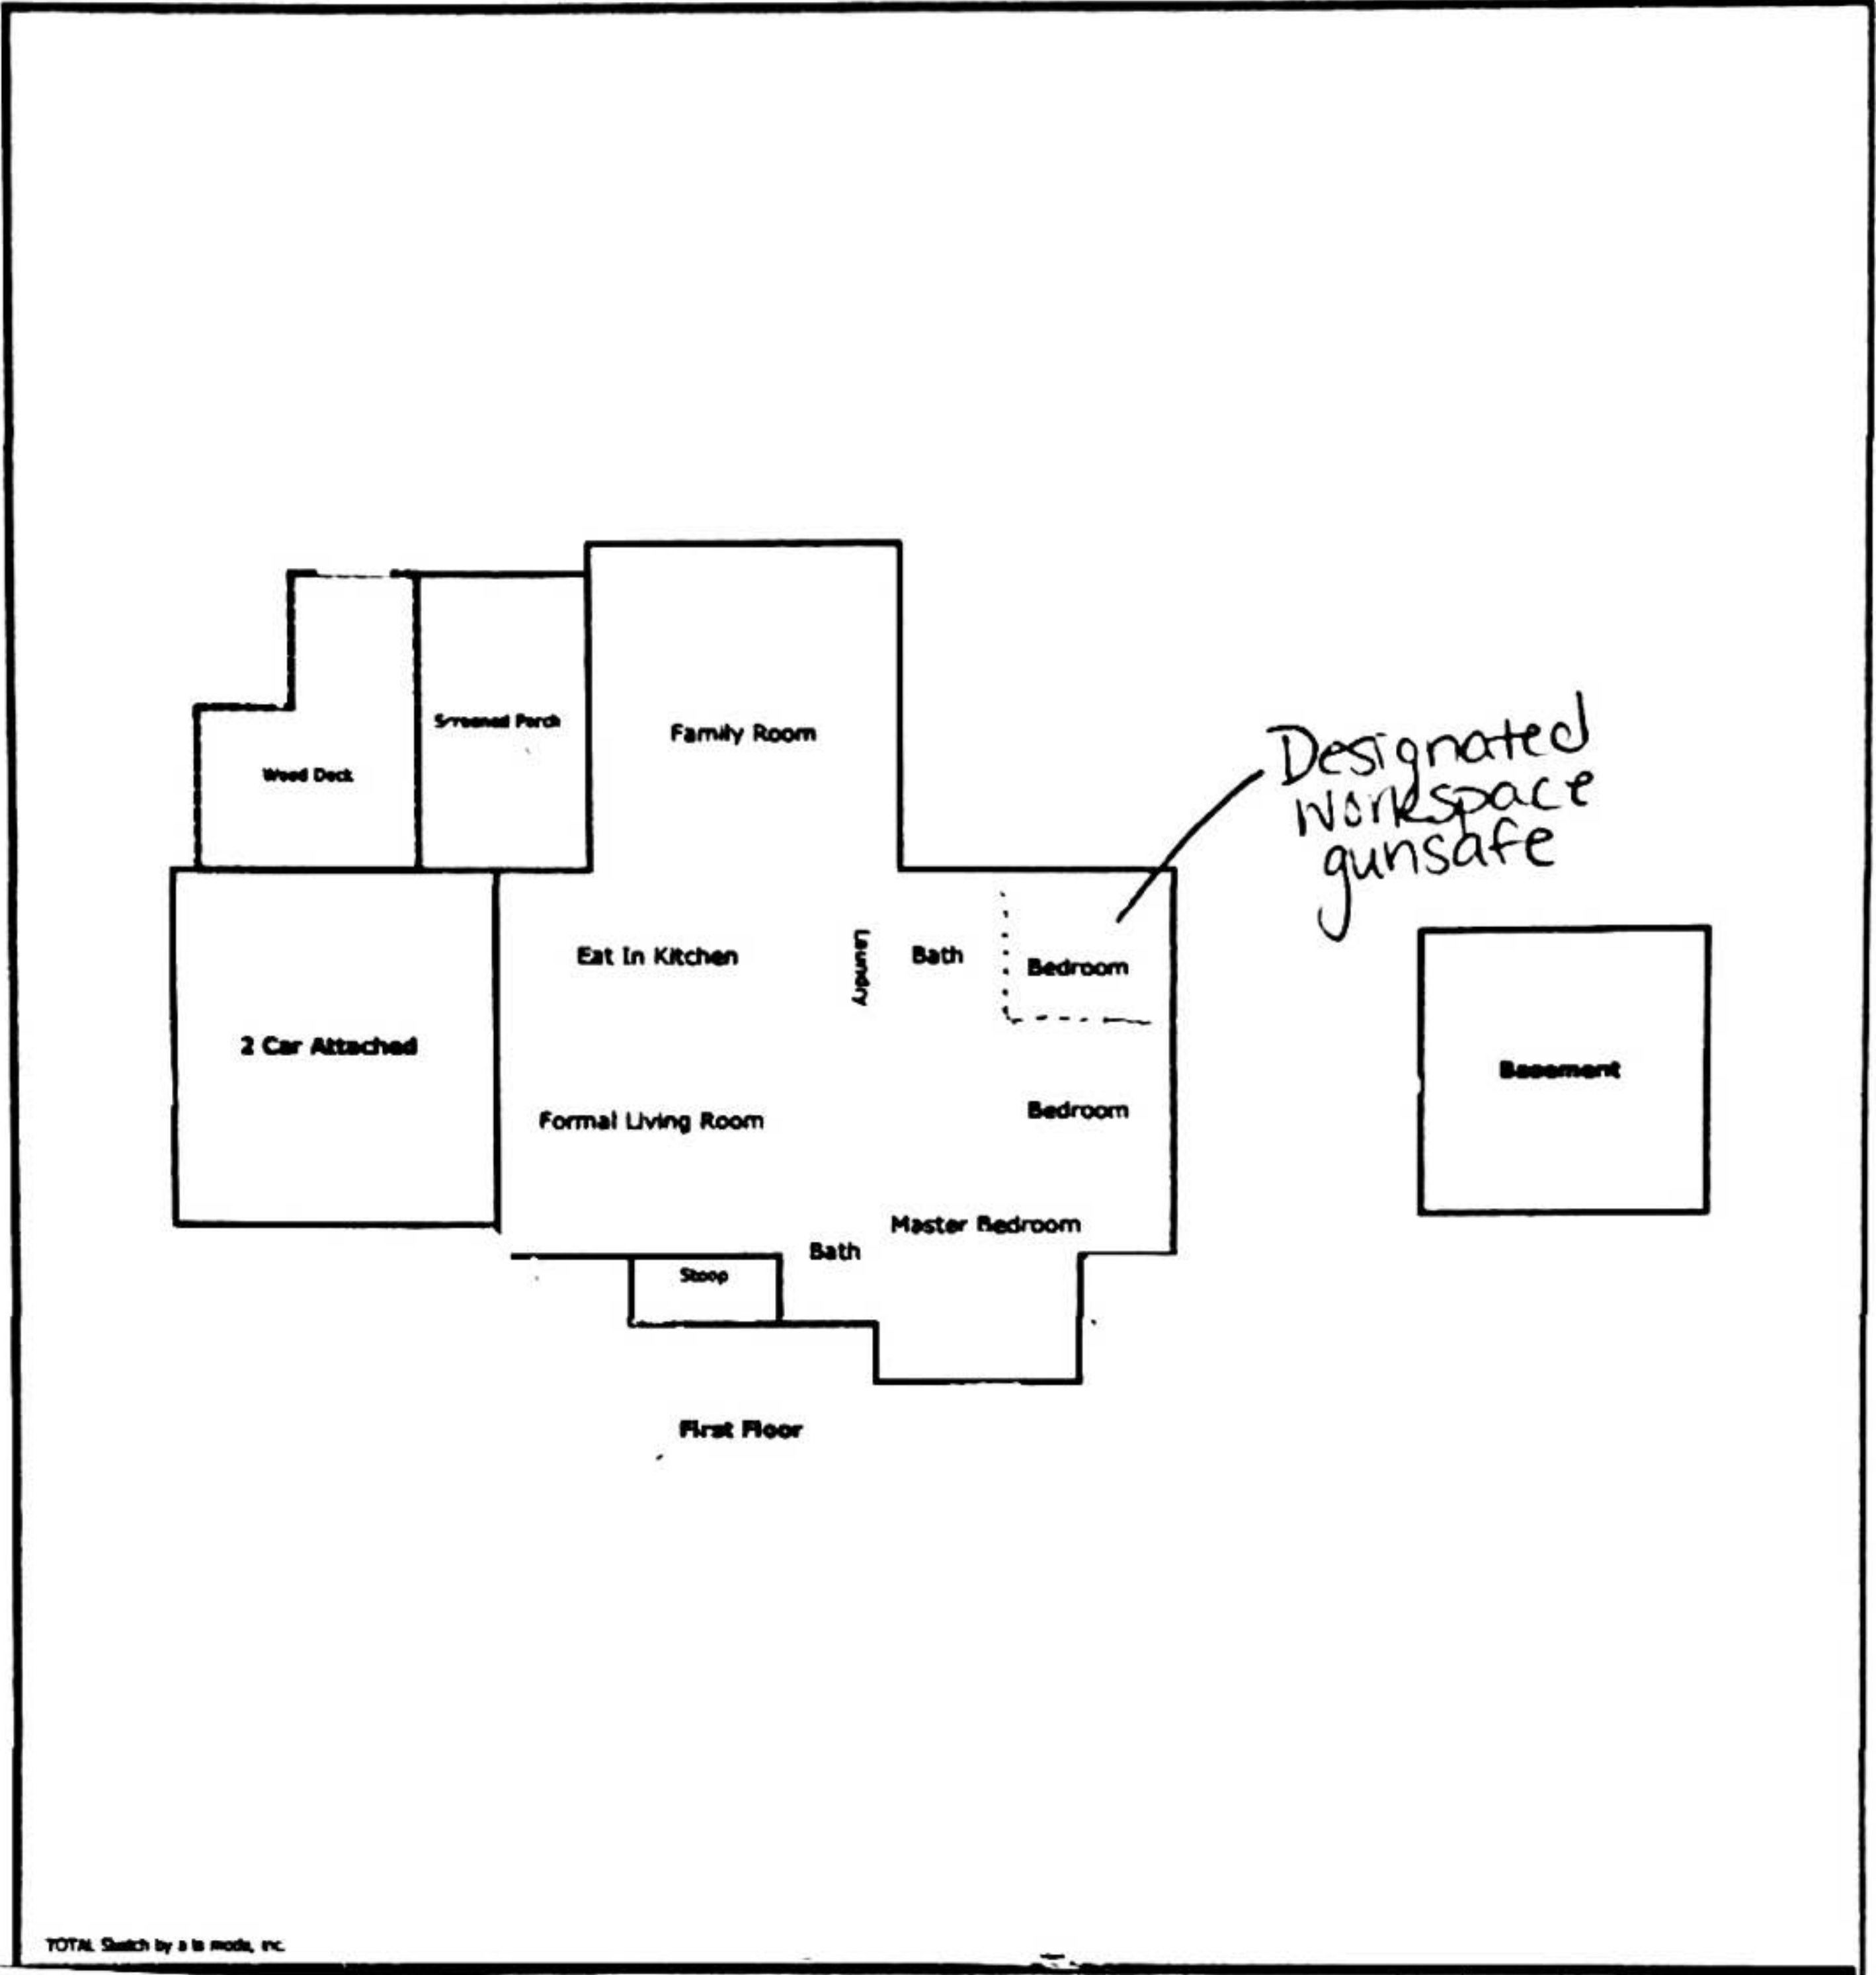 Screened Porch
Family Room
Wood Deck
Designated
workspace
gunsafe
Eat In Kitchen
Laundry
Bath
Bedroom
2 Car Attached
Basement
Formal Living Room
Bedroom
Master Bedroom
Bath
Stoop
First Floor
TOTAL Sketch by a la mode, inc.